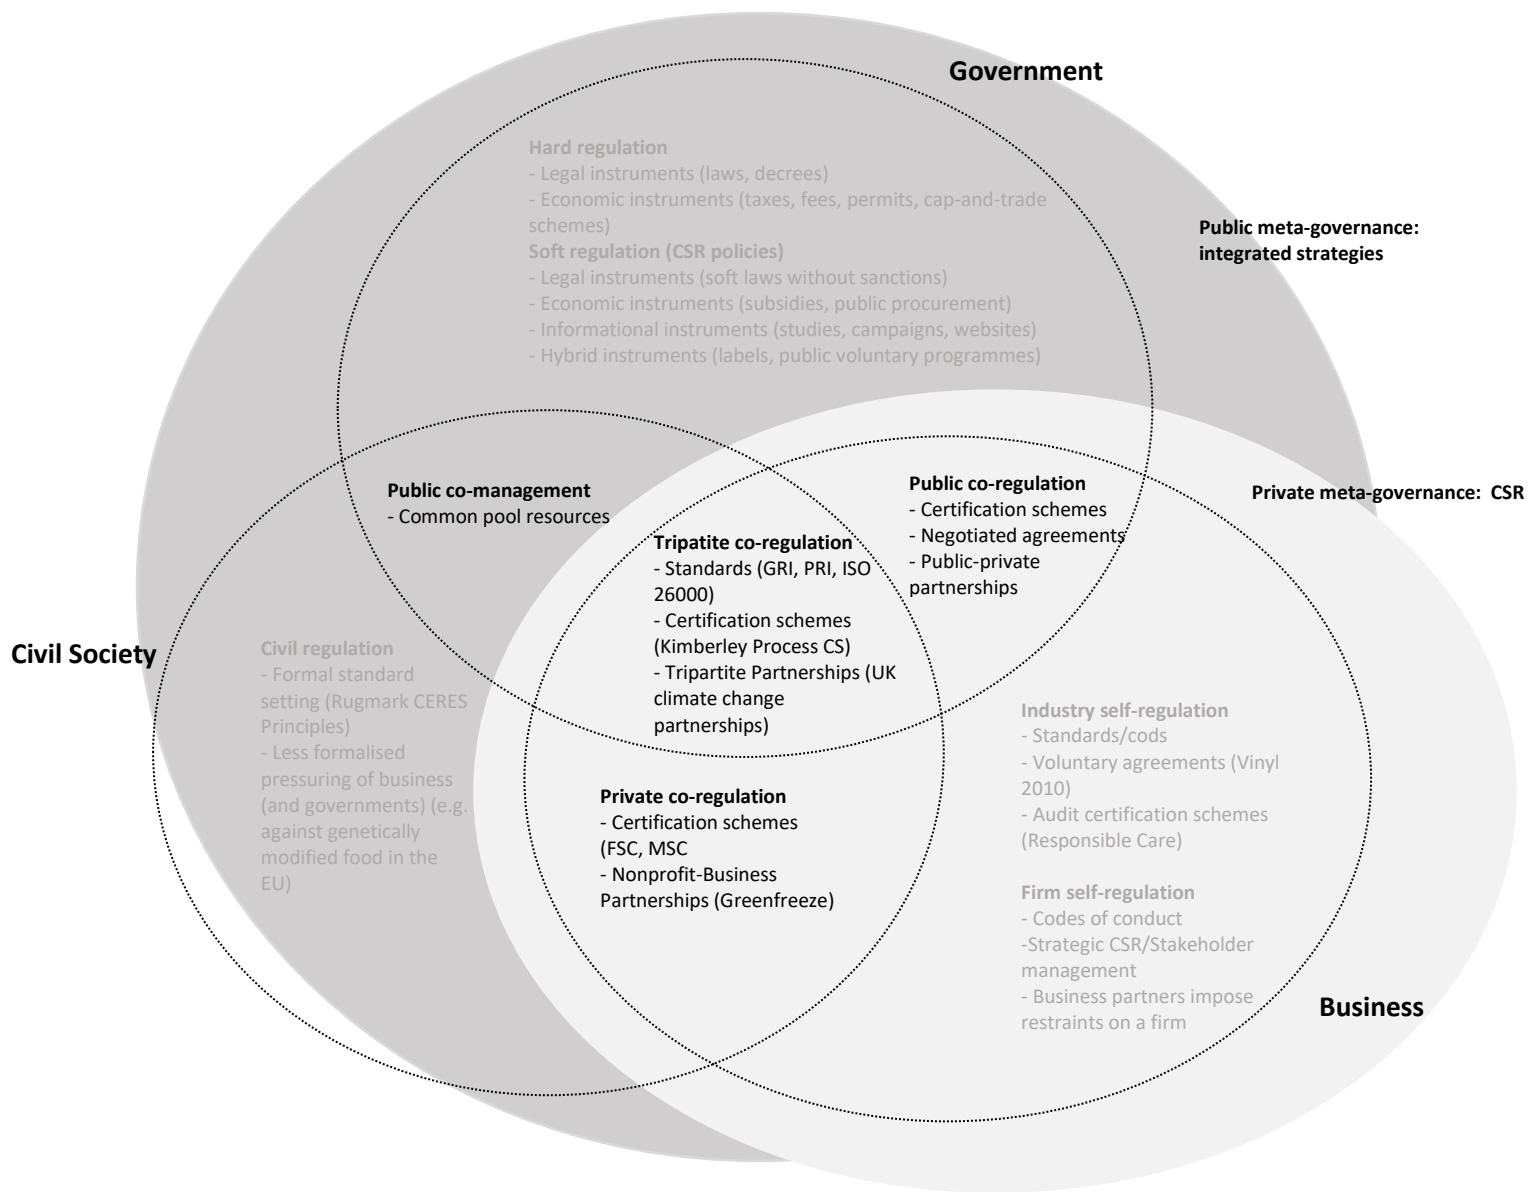 Government
Hard regulation
- Legal instruments (laws, decrees)
- Economic instruments (taxes, fees, permits, cap-and-trade
schemes)
Soft regulation (CSR policies)
- Legal instruments (soft laws without sanctions)
- Economic instruments (subsidies, public procurement)
- Informational instruments (studies, campaigns, websites)
- Hybrid instruments (labels, public voluntary programmes)
Public meta-governance:
integrated strategies
Public co-management
- Common pool resources
Public co-regulation
- Certification schemes
- Negotiated agreements
- Public-private
partnerships
Private meta-governance:  CSR
Tripatite co-regulation
- Standards (GRI, PRI, ISO
26000)
- Certification schemes
(Kimberley Process CS)
- Tripartite Partnerships (UK
climate change
partnerships)
Civil Society
Civil regulation
- Formal standard
setting (Rugmark CERES
Principles)
- Less formalised
pressuring of business
(and governments) (e.g.
against genetically
modified food in the
EU)
Industry self-regulation
- Standards/cods
- Voluntary agreements (Vinyl
2010)
- Audit certification schemes
(Responsible Care)
Private co-regulation
- Certification schemes
(FSC, MSC
- Nonprofit-Business
Partnerships (Greenfreeze)
Firm self-regulation
- Codes of conduct
-Strategic CSR/Stakeholder
management
- Business partners impose
restraints on a firm
Business